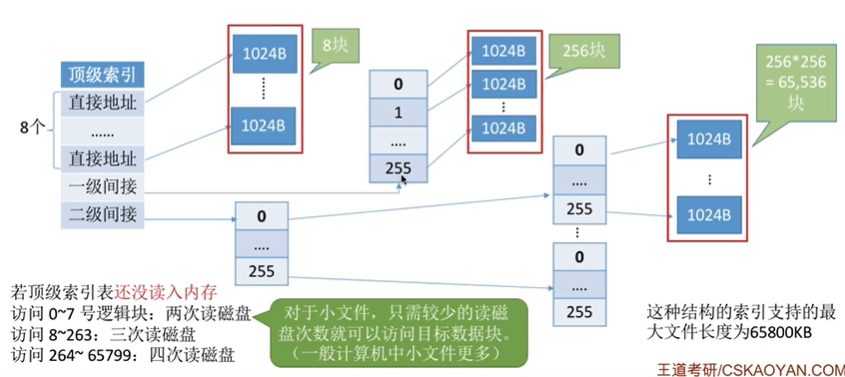 顶级索引
直接地址
......
直接地址
一级间接
二级间接
8个
1024B
1024B
8块
0
1
....
255
1024B
1024B
1024B
256块
0
....
255
0
....
255
0
....
255
1024B
1024B
256*256
= 65,536
块
若顶级索引表还没读入内存
访问 0~7 号逻辑块：两次读磁盘
访问 8~263：三次读磁盘
访问 264~ 65799：四次读磁盘
对于小文件，只需较少的读磁
盘次数就可以访问目标数据块。
（一般计算机中小文件更多）
这种结构的索引支持的最
大文件长度为65800KB
王道考研/CSKAOYAN.COM